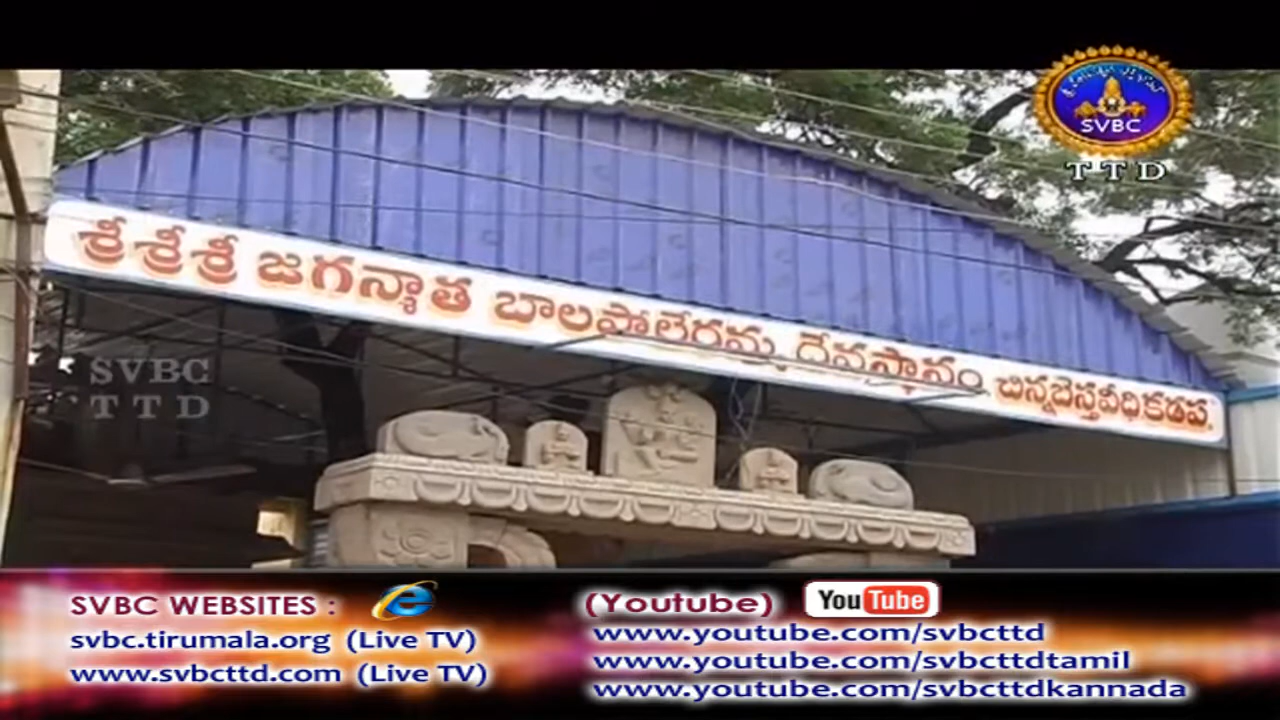 SVBC
TTD
శ్రీ శ్రీ శ్రీ జగన్మాత బాలపోలేరమ్మ దేవస్థానం చిన్నబెస్తవీధి కడప.
SVBC
TTD
SVBC WEBSITES :
svbc.tirumala.org (Live TV)
www.svbcttd.com (Live TV)
(Youtube) YouTube
www.youtube.com/svbcttd
www.youtube.com/svbcttdtamil
www.youtube.com/svbcttdkannada